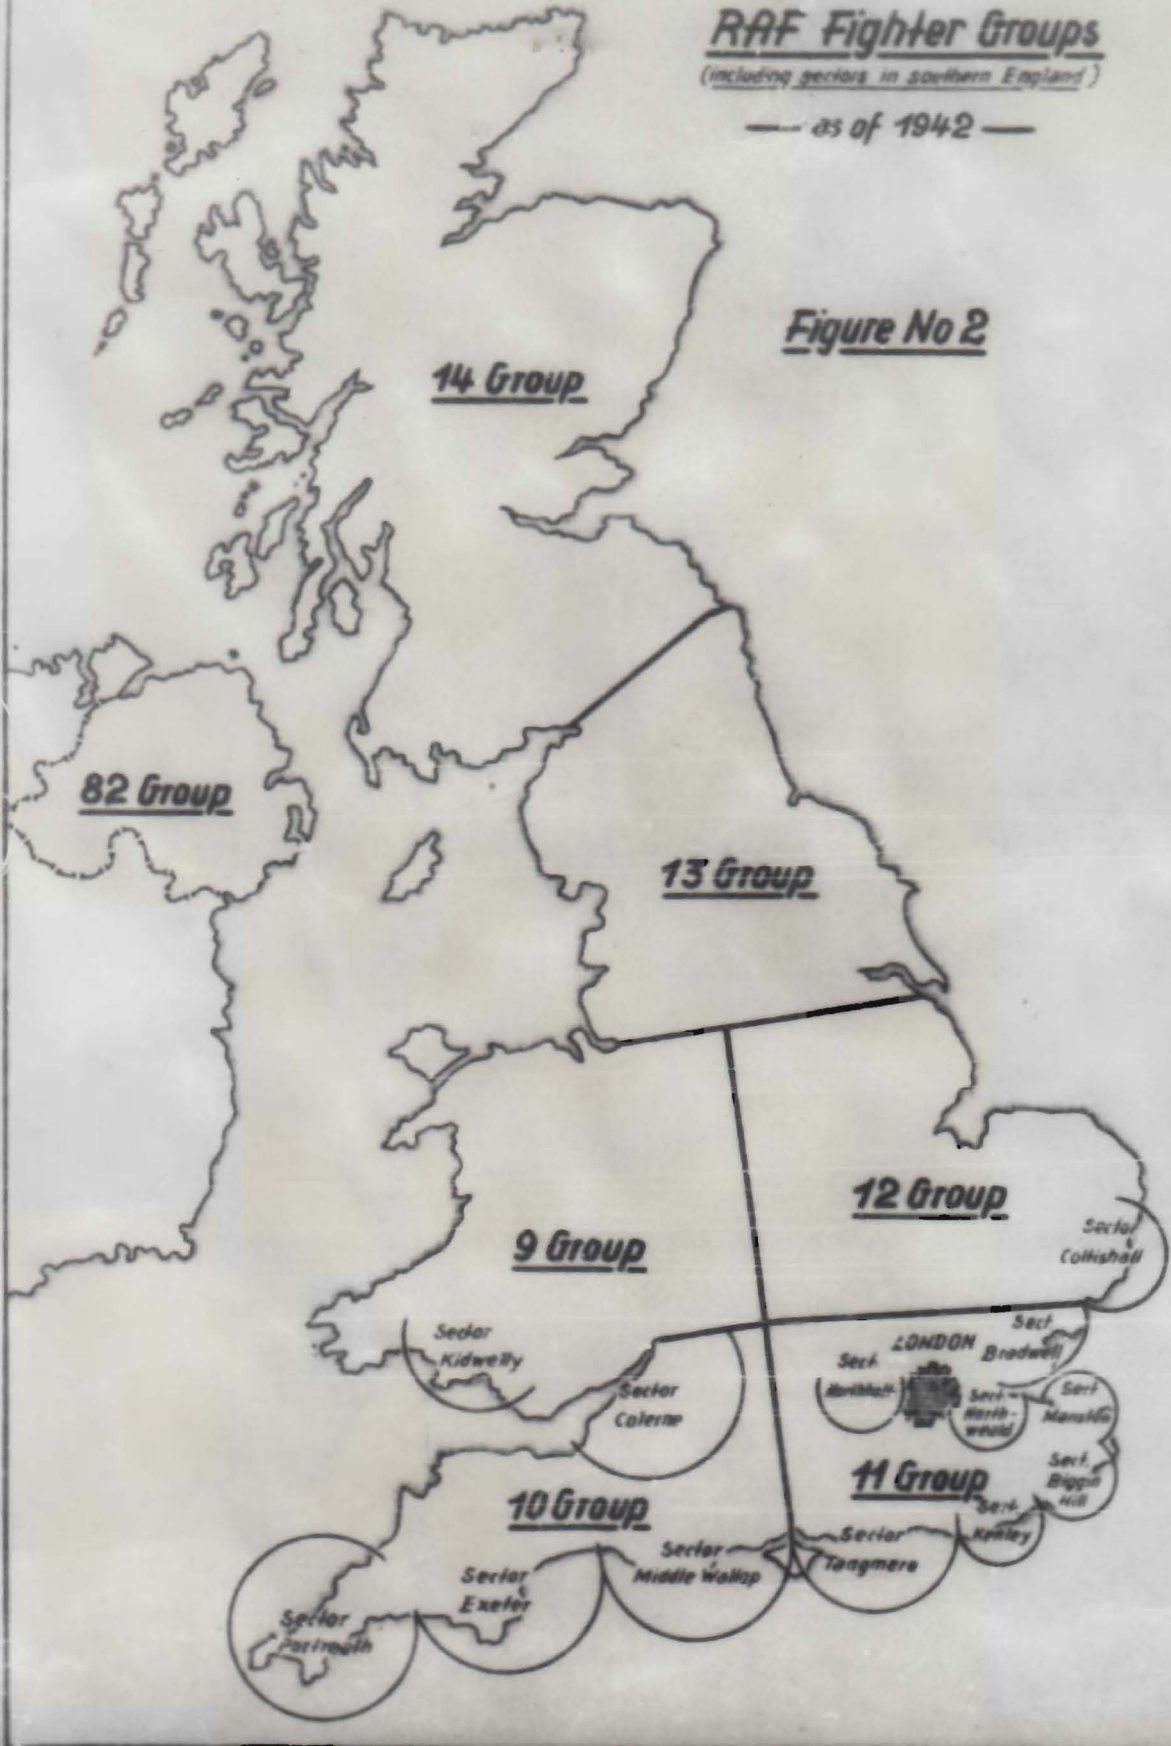 RAF Fighter Groups
(including sectors in southern England)
— as of 1942 —
Figure No 2
14 Group
82 Group
13 Group
12 Group
Sector
Coltishall
9 Group
Sector
Kidwelly
Sect.
Bradwell
LONDON
Sect.
Northholt
Sect.
North-
weald
Sect.
Manston
Sector
Colerne
11 Group
Sect.
Biggin
Hill
10 Group
Sect.
Kenley
Sector
Tangmere
Sector
Middle Wallop
Sector
Exeter
Sector
Portreath